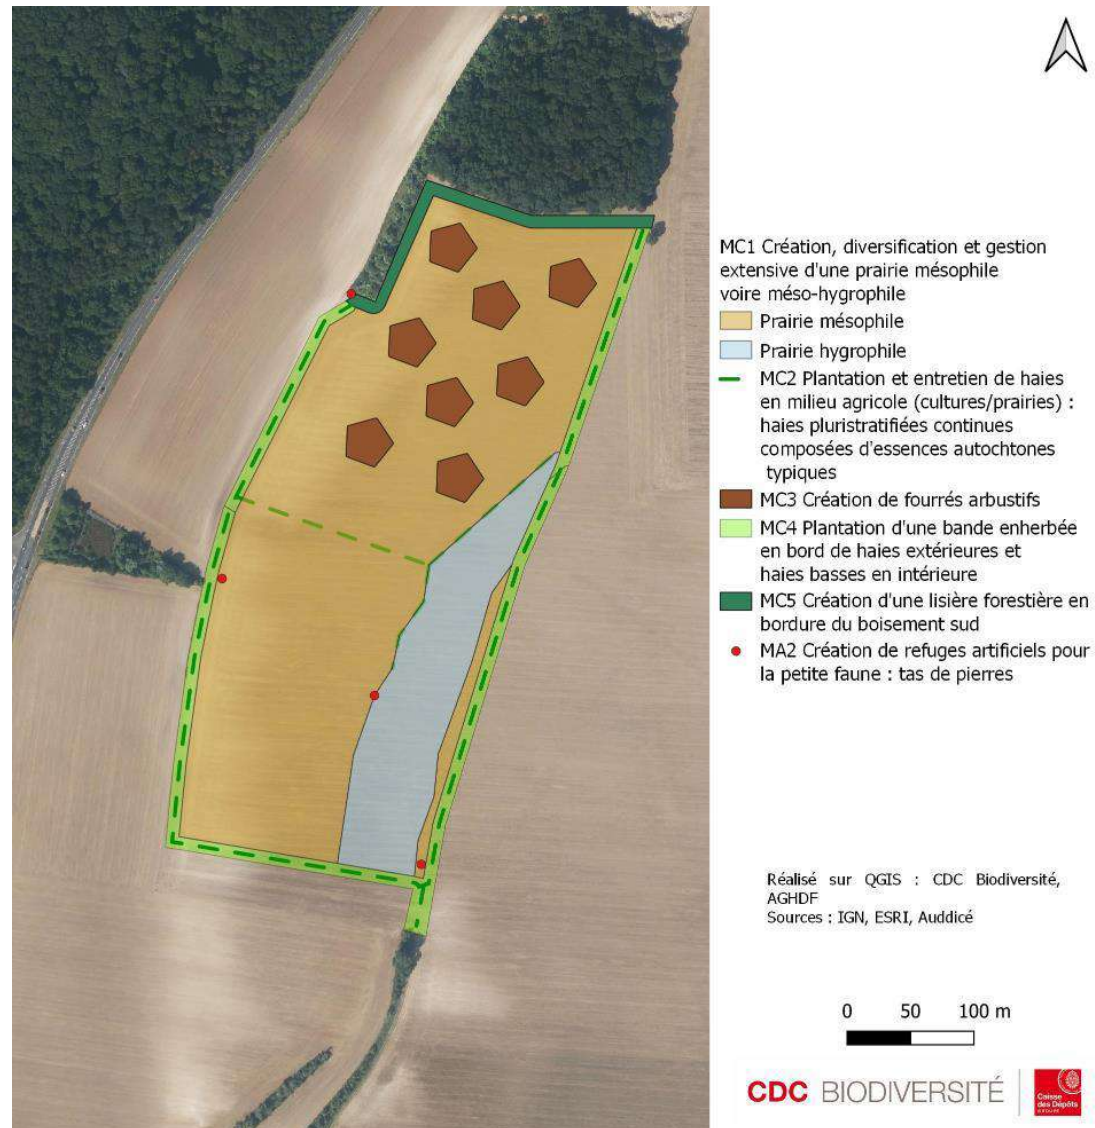 MC1 Création, diversification et gestion
extensive d'une prairie mésophile
voire méso-hygrophile
Prairie mésophile
Prairie hygrophile
MC2 Plantation et entretien de haies
en milieu agricole (cultures/prairies) :
haies pluristratifiées continues
composées d'essences autochtones
typiques
MC3 Création de fourrés arbustifs
MC4 Plantation d'une bande enherbée
en bord de haies extérieures et
haies basses en intérieure
MC5 Création d'une lisière forestière en
bordure du boisement sud
MA2 Création de refuges artificiels pour
la petite faune : tas de pierres
Réalisé sur QGIS : CDC Biodiversité,
AGHDF
Sources : IGN, ESRI, Auddicé
0 50 100 m
CDC BIODIVERSITÉ
Caisse
des Dépôts